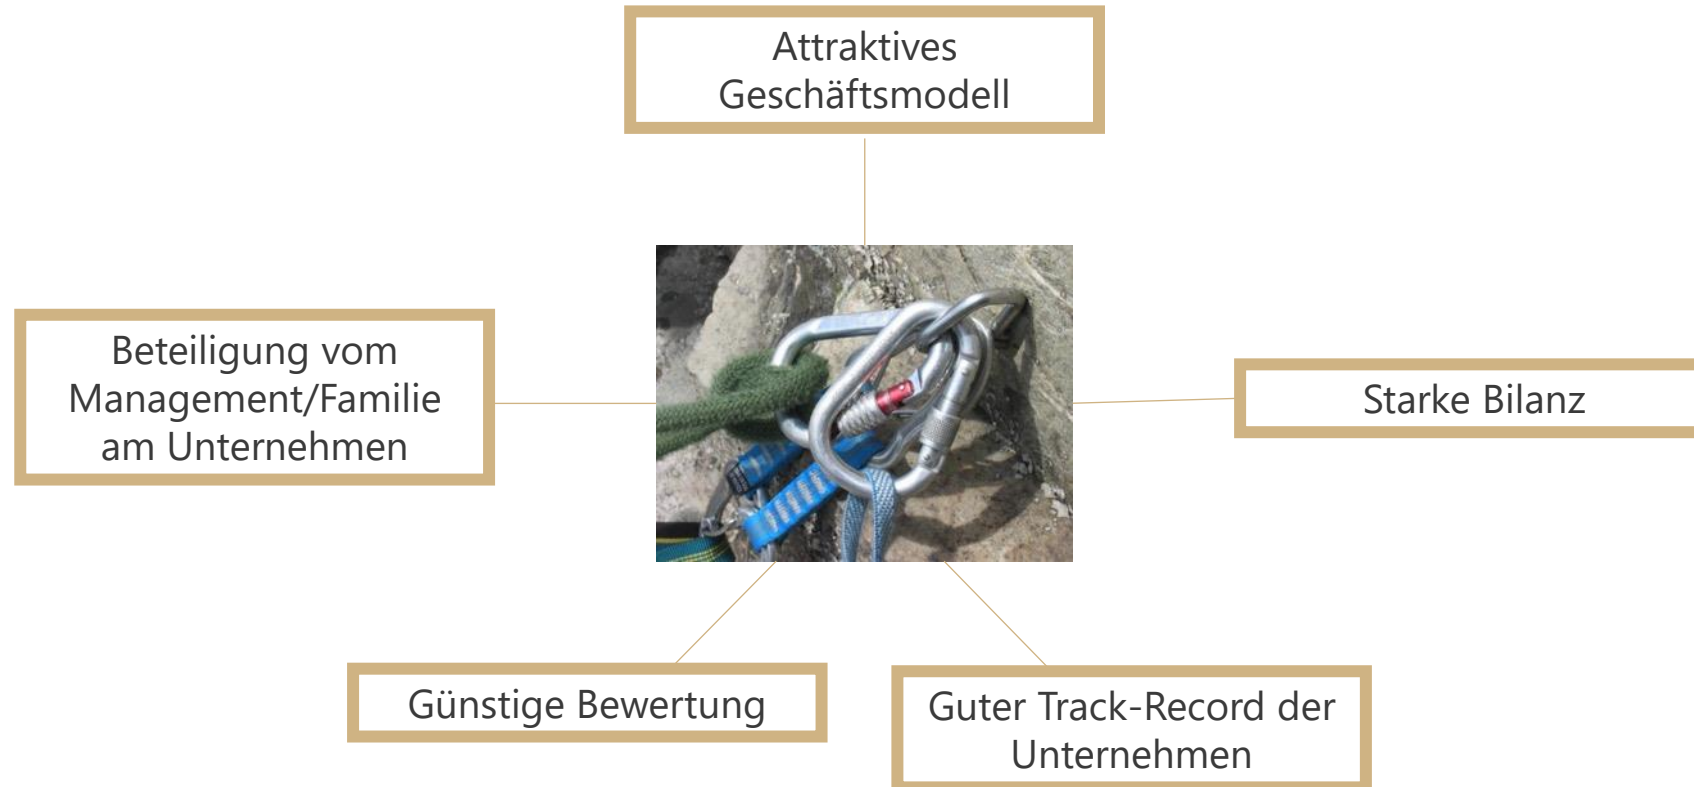 Attraktives
Geschäftsmodell
Beteiligung vom
Management/Familie
am Unternehmen
Starke Bilanz
Günstige Bewertung
Guter Track-Record der
Unternehmen